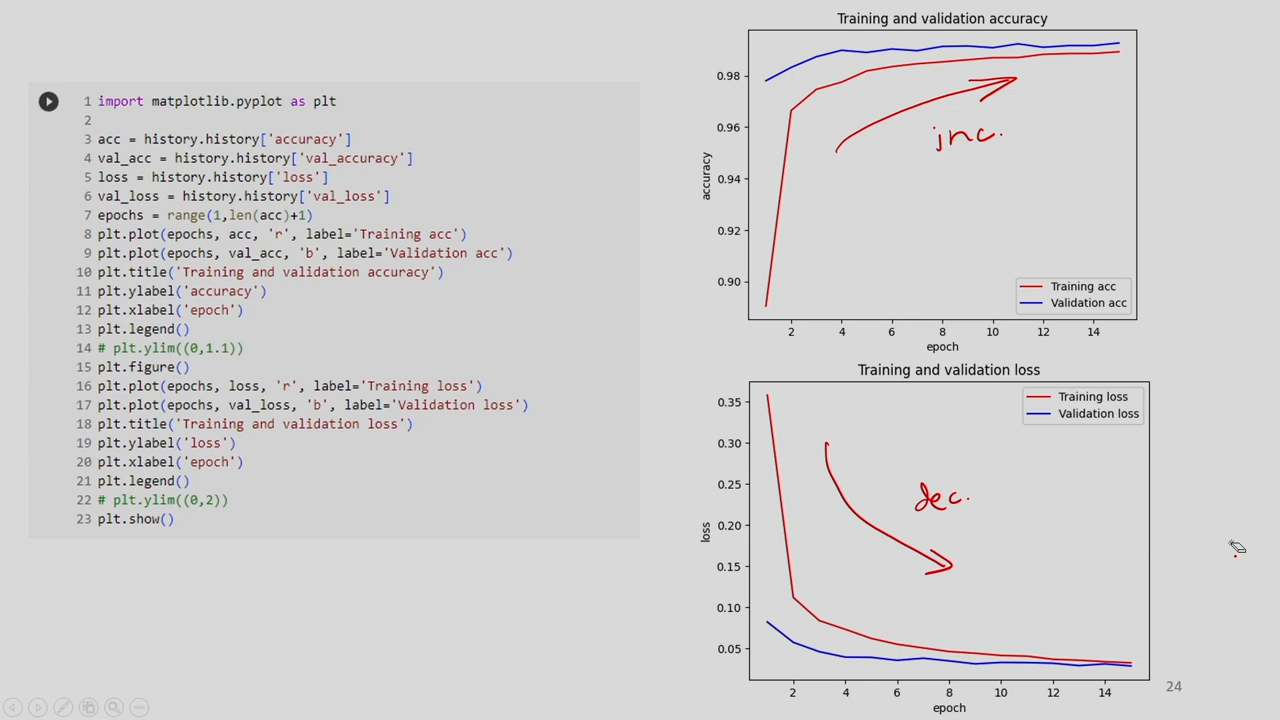 1 import matplotlib.pyplot as plt
2
3 acc = history.history['accuracy']
4 val_acc = history.history['val_accuracy']
5 loss = history.history['loss']
6 val_loss = history.history['val_loss']
7 epochs = range(1,len(acc)+1)
8 plt.plot(epochs, acc, 'r', label='Training acc')
9 plt.plot(epochs, val_acc, 'b', label='Validation acc')
10 plt.title('Training and validation accuracy')
11 plt.ylabel('accuracy')
12 plt.xlabel('epoch')
13 plt.legend()
14 # plt.ylim((0,1.1))
15 plt.figure()
16 plt.plot(epochs, loss, 'r', label='Training loss')
17 plt.plot(epochs, val_loss, 'b', label='Validation loss')
18 plt.title('Training and validation loss')
19 plt.ylabel('loss')
20 plt.xlabel('epoch')
21 plt.legend()
22 # plt.ylim((0,2))
23 plt.show()
Training and validation accuracy
0.98
0.96
0.94
0.92
0.90
accuracy
inc.
Training acc
Validation acc
2 4 6 8 10 12 14
epoch
Training and validation loss
0.35
0.30
0.25
0.20
0.15
0.10
0.05
loss
Training loss
Validation loss
dec.
2 4 6 8 10 12 14
epoch
24